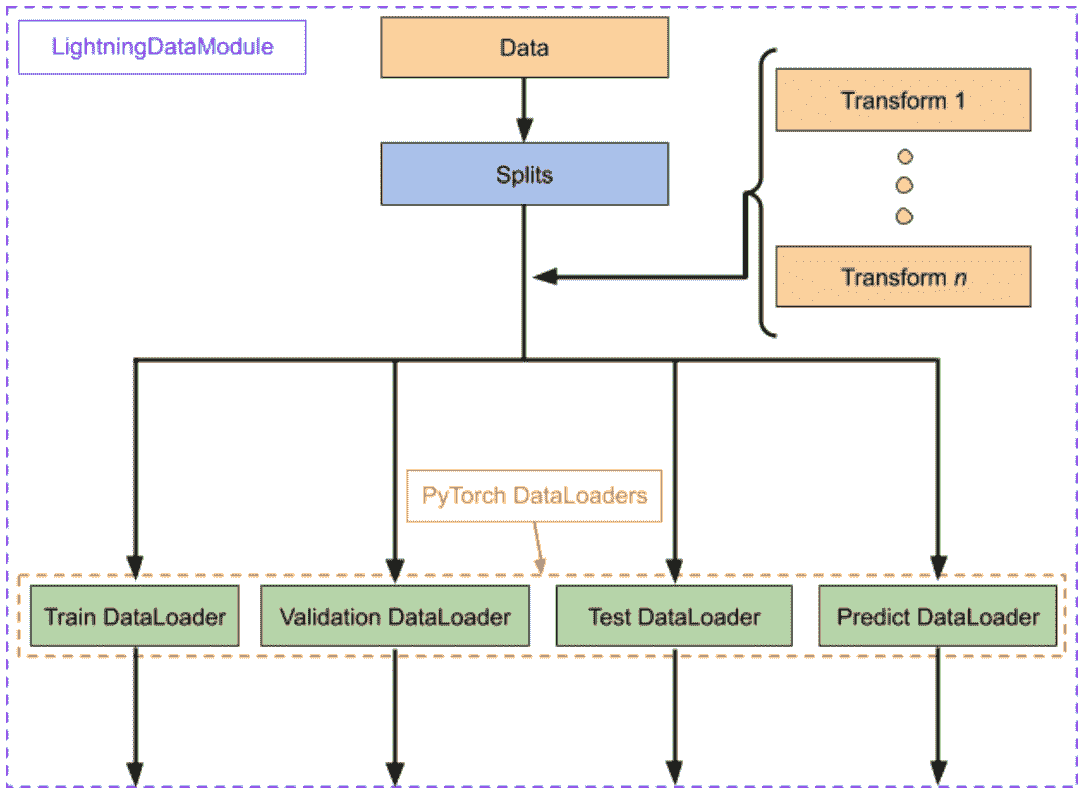 LightningDataModule
Data
Transform 1
Splits
Transform n
PyTorch DataLoaders
Train DataLoader
Validation DataLoader
Test DataLoader
Predict DataLoader